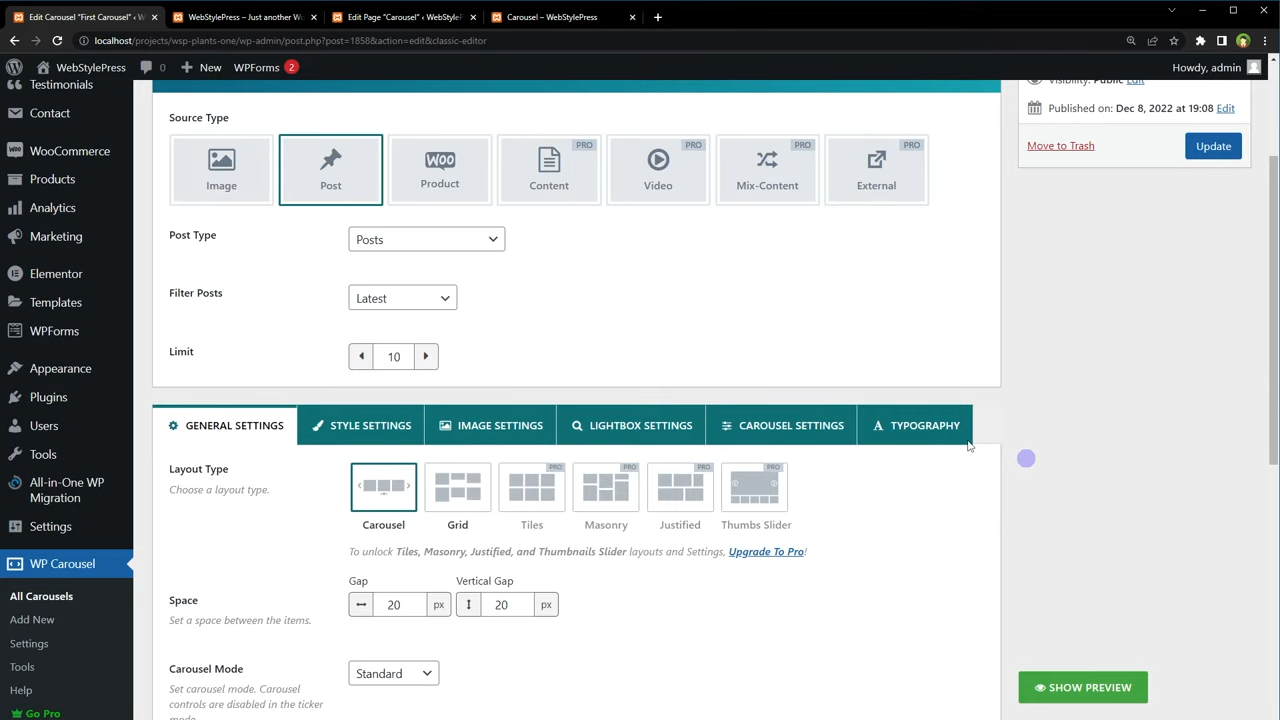 Edit Carousel "First Carousel" ‹ W
WebStylePress – Just another Wo
Edit Page "Carousel" ‹ WebStyleP
Carousel – WebStylePress
localhost/projects/wsp-plants-one/wp-admin/post.php?post=1858&action=edit&classic-editor
WebStylePress
0
New
WPForms 2
Howdy, admin
Testimonials
Contact
WooCommerce
Products
Analytics
Marketing
Elementor
Templates
WPForms
Appearance
Plugins
Users
Tools
All-in-One WP
Migration
Settings
WP Carousel
All Carousels
Add New
Settings
Tools
Help
Go Pro
Source Type
Image
Post
WOO
Product
PRO
Content
PRO
Video
PRO
Mix-Content
PRO
External
Post Type
Posts
Filter Posts
Latest
Limit
10
GENERAL SETTINGS
STYLE SETTINGS
IMAGE SETTINGS
LIGHTBOX SETTINGS
CAROUSEL SETTINGS
TYPOGRAPHY
Layout Type
Choose a layout type.
Carousel
Grid
PRO
Tiles
PRO
Masonry
PRO
Justified
PRO
Thumbs Slider
To unlock Tiles, Masonry, Justified, and Thumbnails Slider layouts and Settings, Upgrade To Pro!
Gap
Vertical Gap
Space
Set a space between the items.
20 px
20 px
Carousel Mode
Standard
Set carousel mode. Carousel
controls are disabled in the ticker
mode.
Visibility: Public Edit
Published on: Dec 8, 2022 at 19:08 Edit
Move to Trash
Update
SHOW PREVIEW